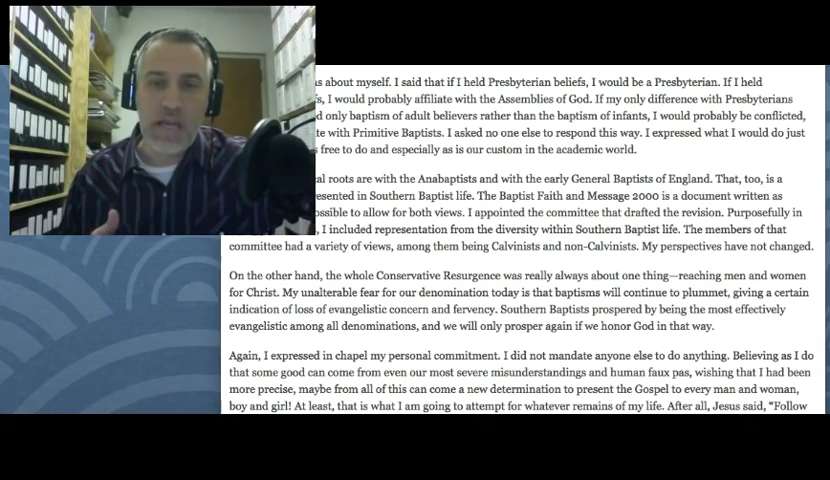 s about myself. I said that if I held Presbyterian beliefs, I would be a Presbyterian. If I held
s, I would probably affiliate with the Assemblies of God. If my only difference with Presbyterians
d only baptism of adult believers rather than the baptism of infants, I would probably be conflicted,
te with Primitive Baptists. I asked no one else to respond this way. I expressed what I would do just
s free to do and especially as is our custom in the academic world.
al roots are with the Anabaptists and with the early General Baptists of England. That, too, is a
resented in Southern Baptist life. The Baptist Faith and Message 2000 is a document written as
ossible to allow for both views. I appointed the committee that drafted the revision. Purposefully in
, I included representation from the diversity within Southern Baptist life. The members of that
committee had a variety of views, among them being Calvinists and non-Calvinists. My perspectives have not changed.
On the other hand, the whole Conservative Resurgence was really always about one thing—reaching men and women
for Christ. My unalterable fear for our denomination today is that baptisms will continue to plummet, giving a certain
indication of loss of evangelistic concern and fervency. Southern Baptists prospered by being the most effectively
evangelistic among all denominations, and we will only prosper again if we honor God in that way.
Again, I expressed in chapel my personal commitment. I did not mandate anyone else to do anything. Believing as I do
that some good can come from even our most severe misunderstandings and human faux pas, wishing that I had been
more precise, maybe from all of this can come a new determination to present the Gospel to every man and woman,
boy and girl! At least, that is what I am going to attempt for whatever remains of my life. After all, Jesus said, "Follow